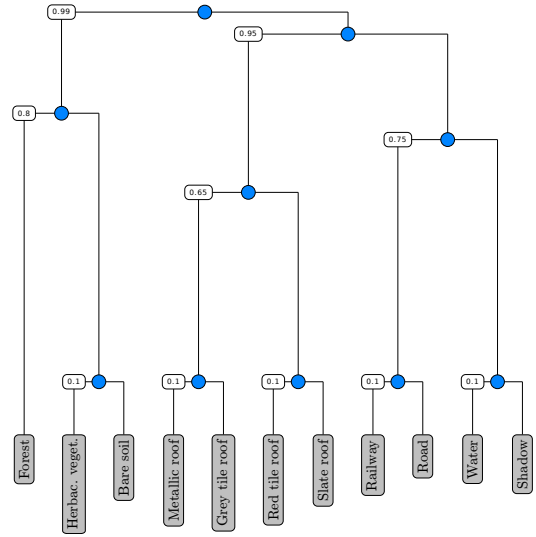 0.99
0.95
0.8
0.75
0.65
0.1
0.1
0.1
0.1
0.1
Forest
Herbac. veget.
Bare soil
Metallic roof
Grey tile roof
Red tile roof
Slate roof
Railway
Road
Water
Shadow